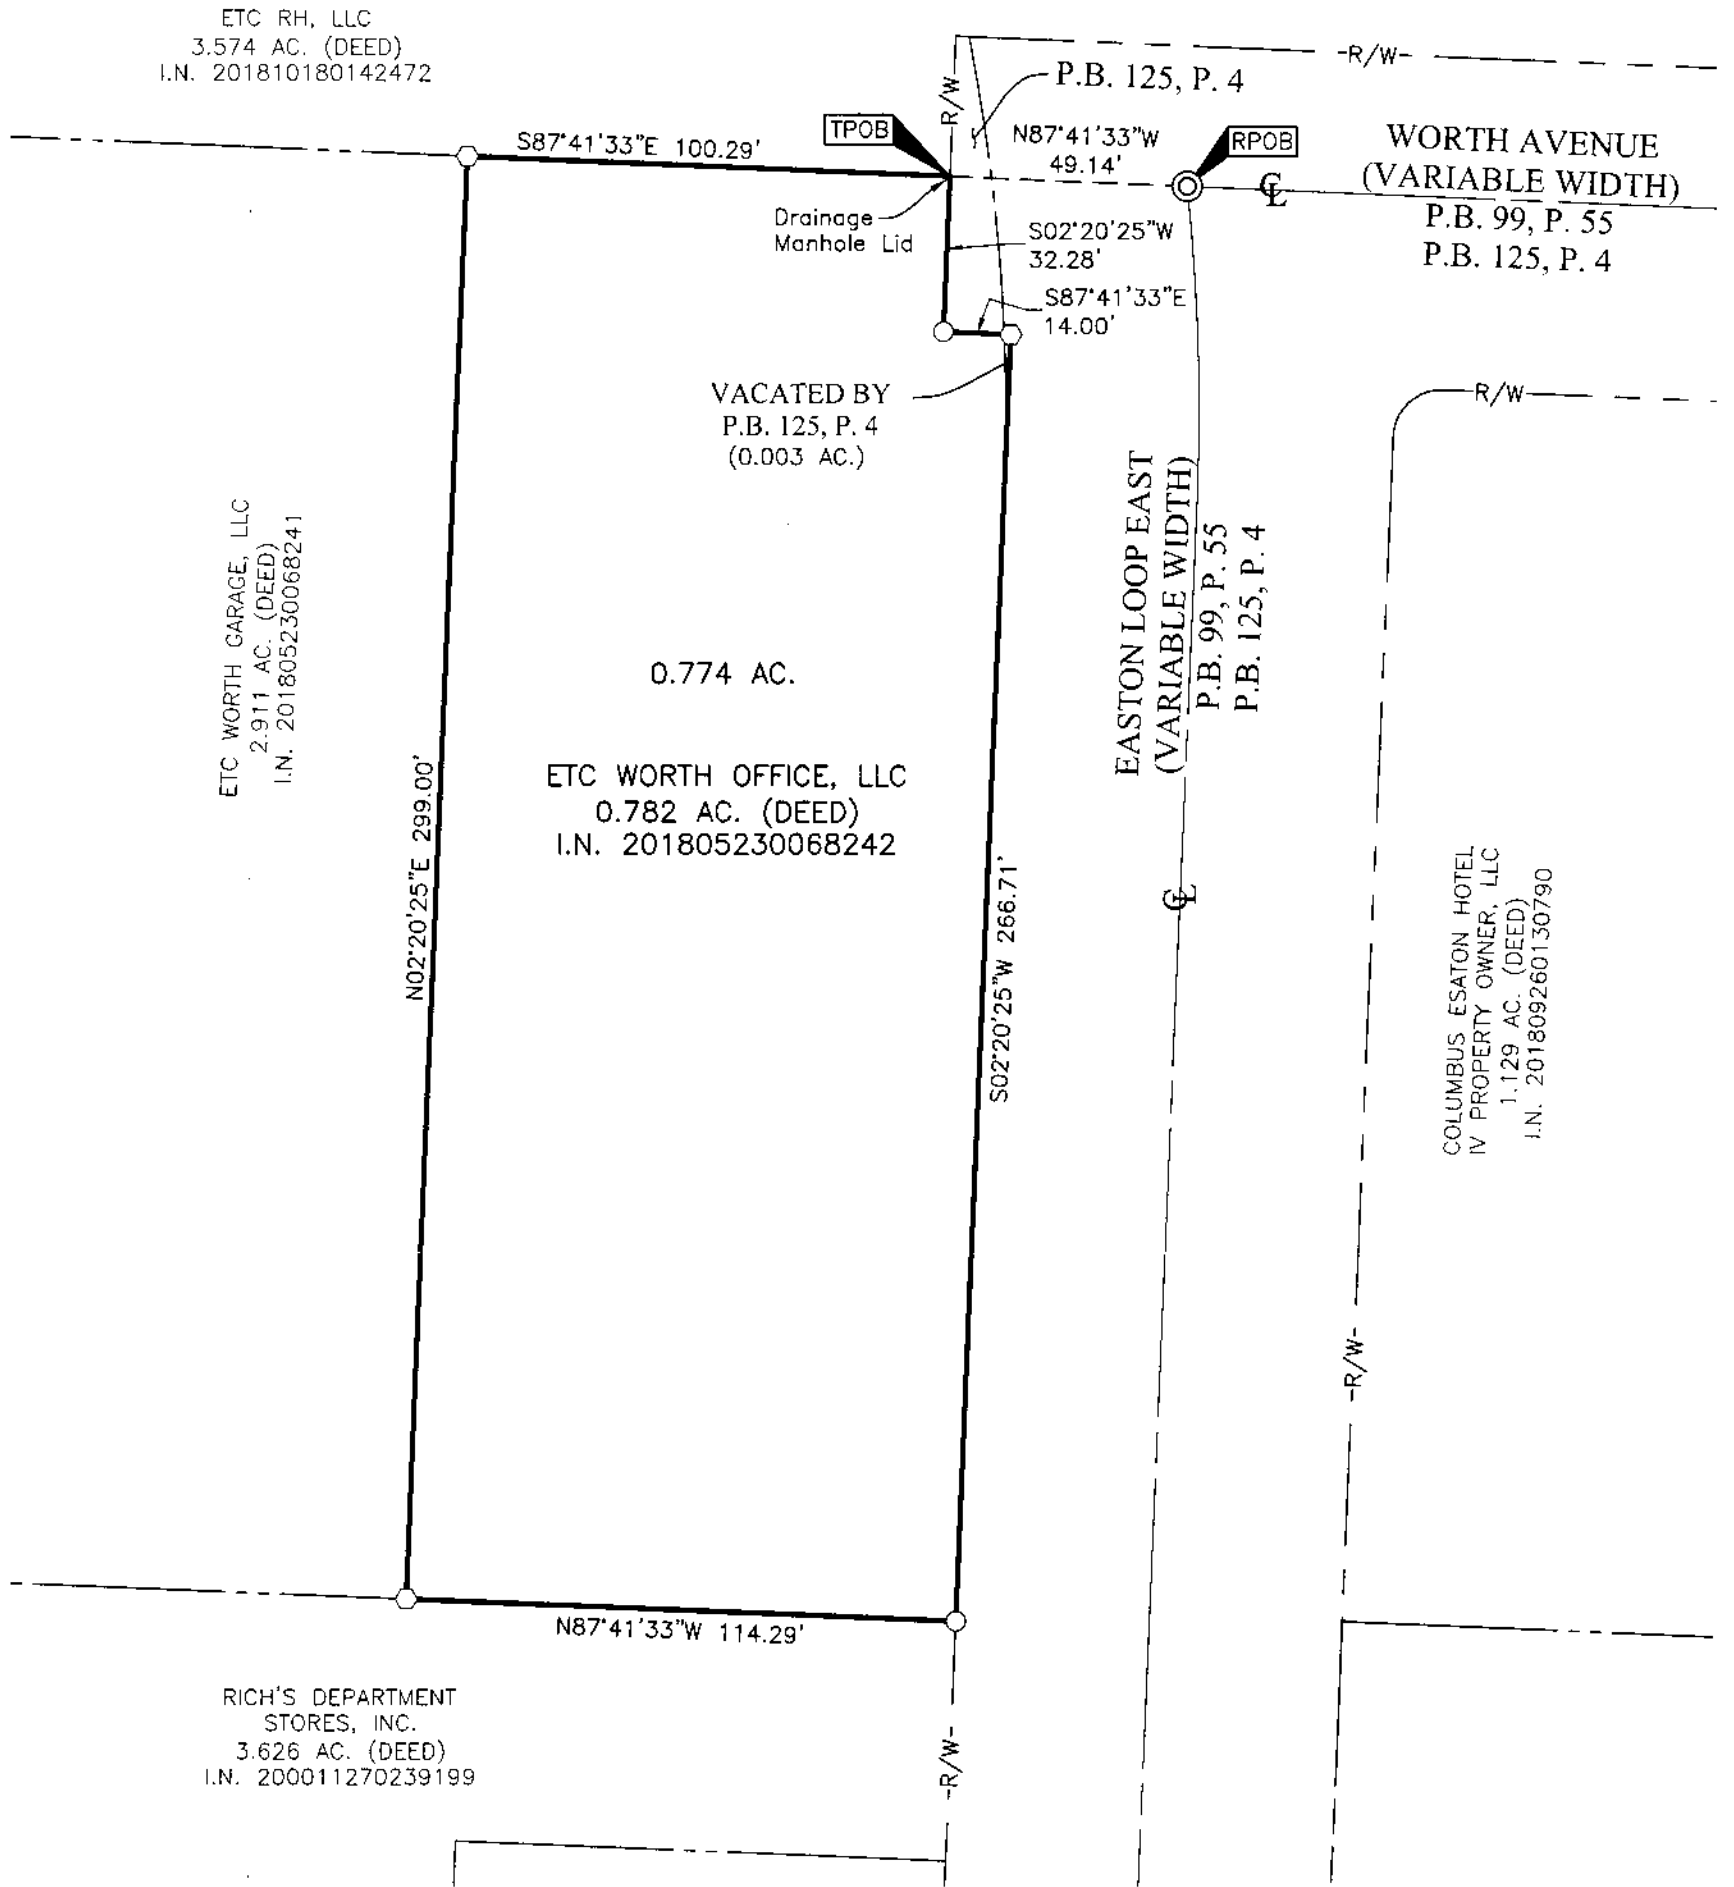 ETC RH, LLC
3.574 AC. (DEED)
I.N. 201810180142472
-R/W-
R/W
P.B. 125, P. 4
S87°41'33"E 100.29'
TPOB
N87°41'33"W
49.14'
RPOB
WORTH AVENUE
(VARIABLE WIDTH)
P.B. 99, P. 55
P.B. 125, P. 4
℄
Drainage
Manhole Lid
S02°20'25"W
32.28'
S87°41'33"E
14.00'
VACATED BY
P.B. 125, P. 4
(0.003 AC.)
R/W
ETC WORTH GARAGE, LLC
2.911 AC. (DEED)
I.N. 201805230068241
EASTON LOOP EAST
(VARIABLE WIDTH)
P.B. 99, P. 55
P.B. 125, P. 4
0.774 AC.
ETC WORTH OFFICE, LLC
0.782 AC. (DEED)
I.N. 201805230068242
N02°20'25"E 299.00'
S02°20'25"W 266.71'
℄
COLUMBUS ESATON HOTEL
IV PROPERTY OWNER, LLC
1.129 AC. (DEED)
I.N. 201809260130790
-R/W-
N87°41'33"W 114.29'
RICH'S DEPARTMENT
STORES, INC.
3.626 AC. (DEED)
I.N. 200011270239199
-R/W-